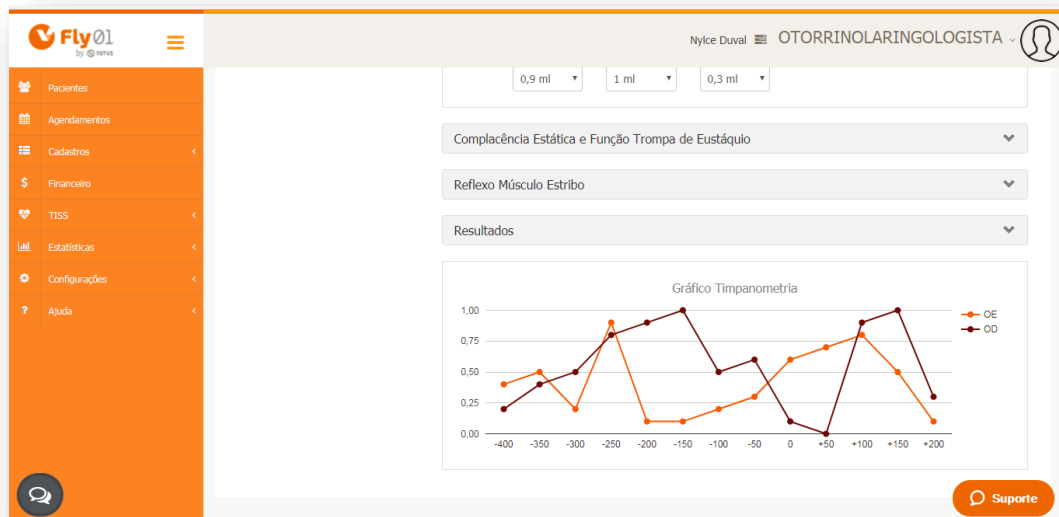 Fly01
by TOTVS
Nylce Duval OTORRINOLARINGOLOGISTA
Pacientes
Agendamentos
Cadastros
Financeiro
TISS
Estatísticas
Configurações
Ajuda
0,9 ml 1 ml 0,3 ml
Complacência Estática e Função Trompa de Eustáquio
Reflexo Músculo Estribo
Resultados
Gráfico Timpanometria
1,00
0,75
0,50
0,25
0,00
-400 -350 -300 -250 -200 -150 -100 -50 0 +50 +100 +150 +200
OE
OD
Suporte